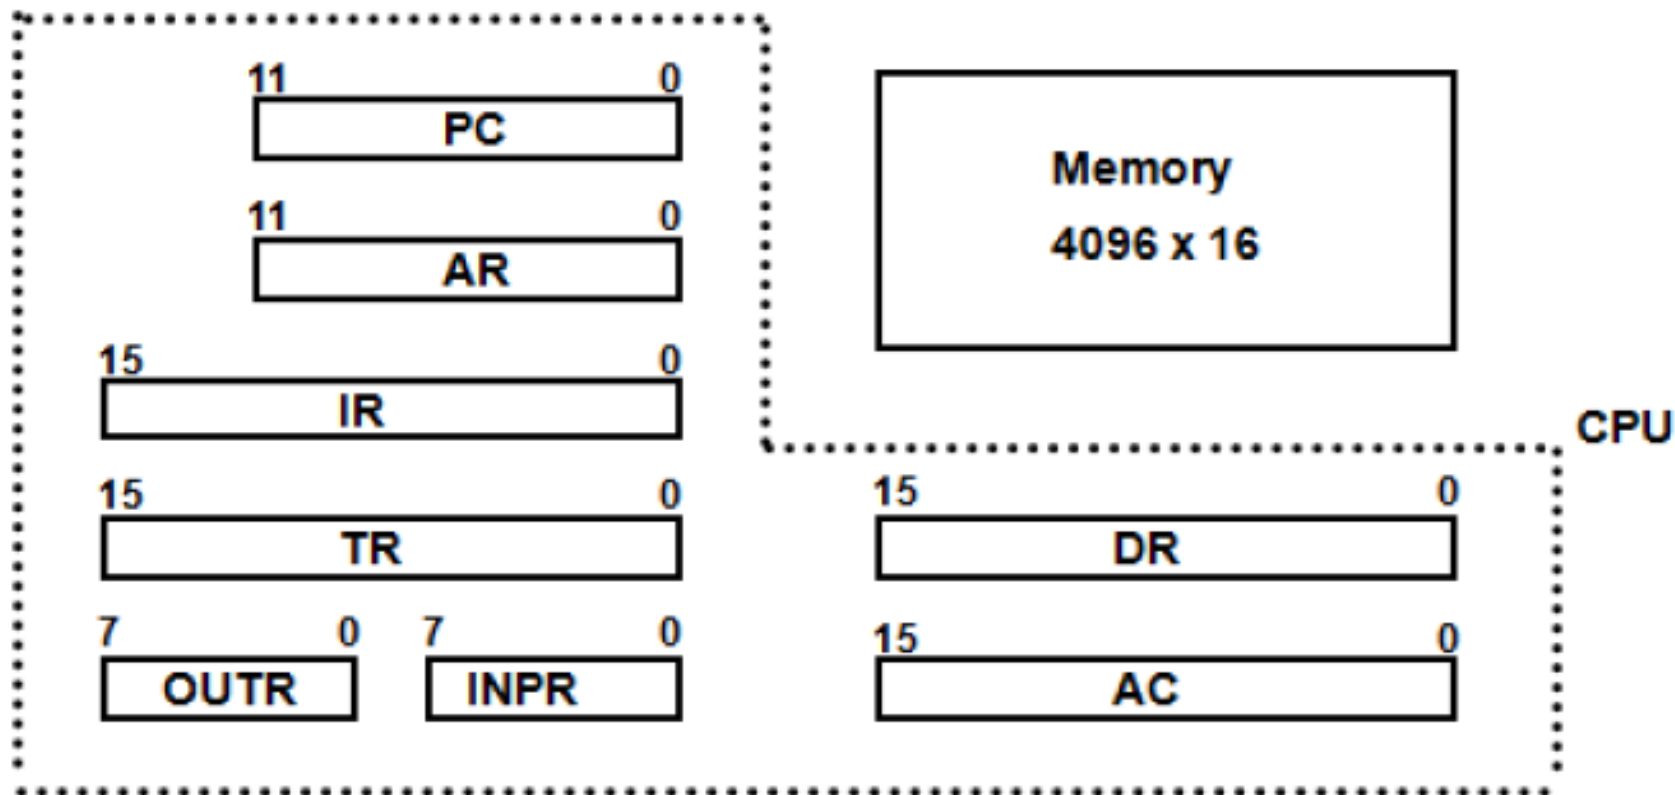 11 0
PC
11 0
AR
15 0
IR
15 0
TR
7 0 7 0
OUTR INPR
Memory
4096 x 16
CPU
15 0
DR
15 0
AC